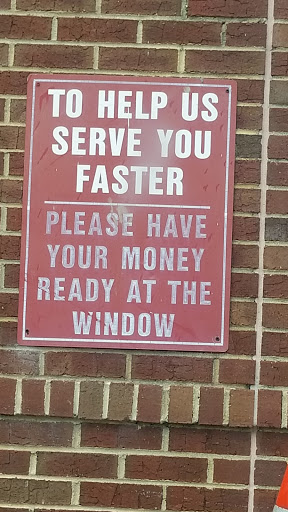 TO HELP US
SERVE YOU
FASTER
PLEASE HAVE
YOUR MONEY
READY AT THE
WINDOW